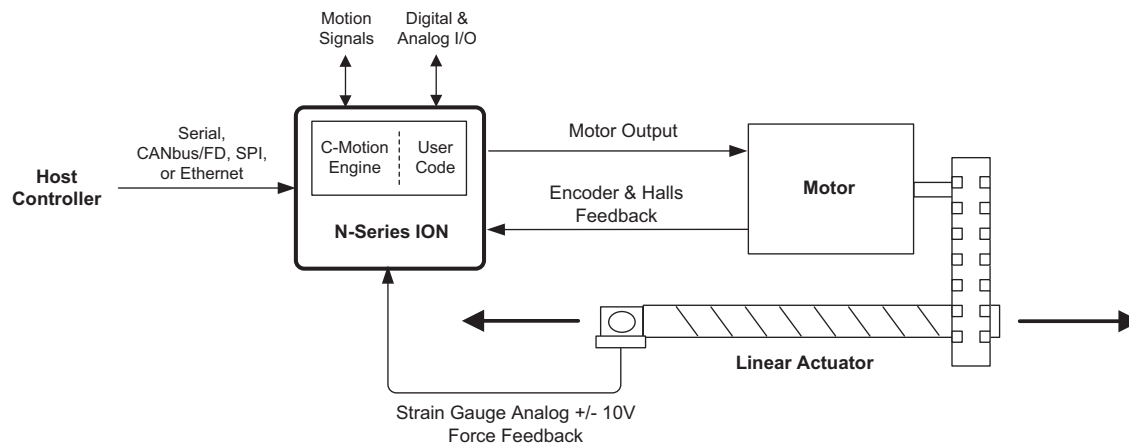 Motion
Signals
Digital &
Analog I/O
Serial,
CANbus/FD, SPI,
or Ethernet
Host
Controller
C-Motion
Engine
User
Code
N-Series ION
Motor Output
Encoder & Halls
Feedback
Motor
Linear Actuator
Strain Gauge Analog +/- 10V
Force Feedback